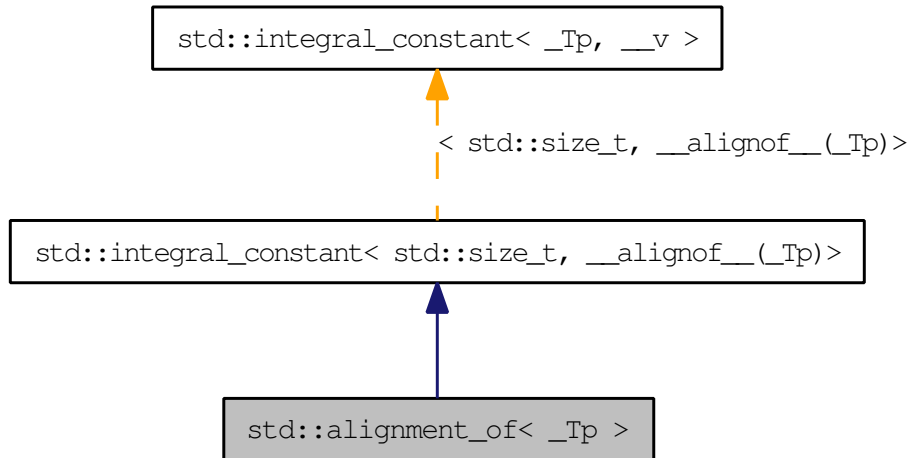 std::integral_constant< _Tp, __v >
< std::size_t, __alignof__(_Tp)>
std::integral_constant< std::size_t, __alignof__(_Tp)>
std::alignment_of< _Tp >